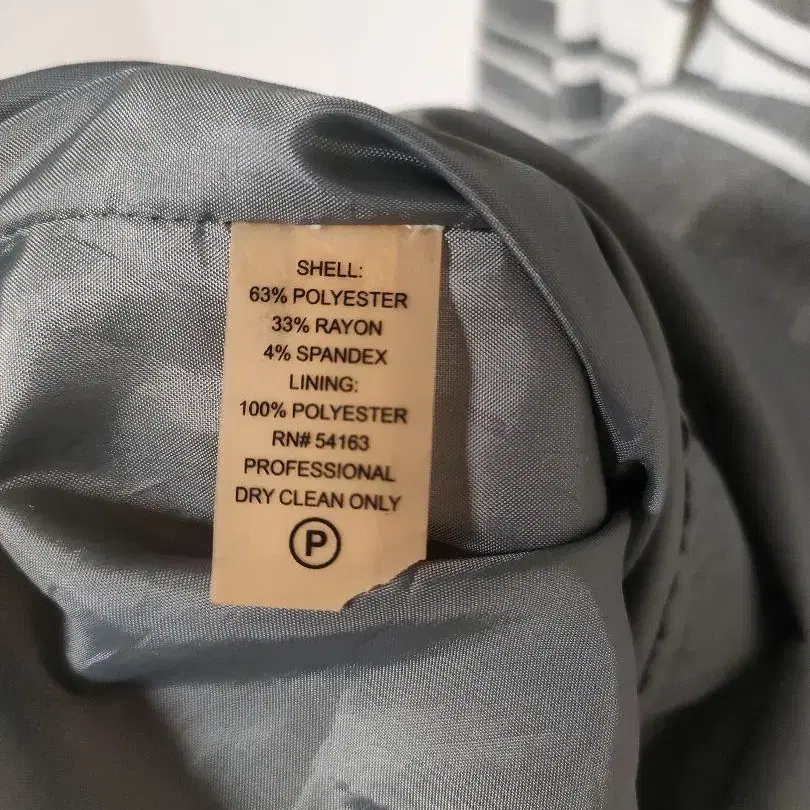 SHELL:
63% POLYESTER
33% RAYON
4% SPANDEX
LINING:
100% POLYESTER
RN# 54163
PROFESSIONAL
DRY CLEAN ONLY
P